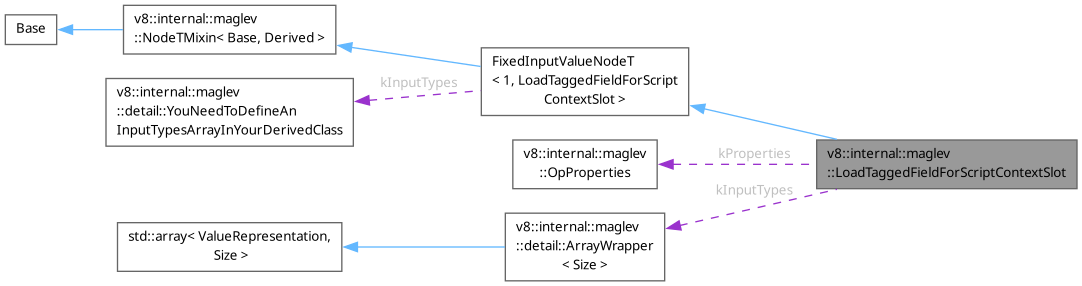 Base
v8::internal::maglev
::NodeTMixin< Base, Derived >
FixedInputValueNodeT
< 1, LoadTaggedFieldForScript
ContextSlot >
kInputTypes
v8::internal::maglev
::detail::YouNeedToDefineAn
InputTypesArrayInYourDerivedClass
v8::internal::maglev
::OpProperties
kProperties
v8::internal::maglev
::LoadTaggedFieldForScriptContextSlot
kInputTypes
v8::internal::maglev
::detail::ArrayWrapper
< Size >
std::array< ValueRepresentation,
Size >